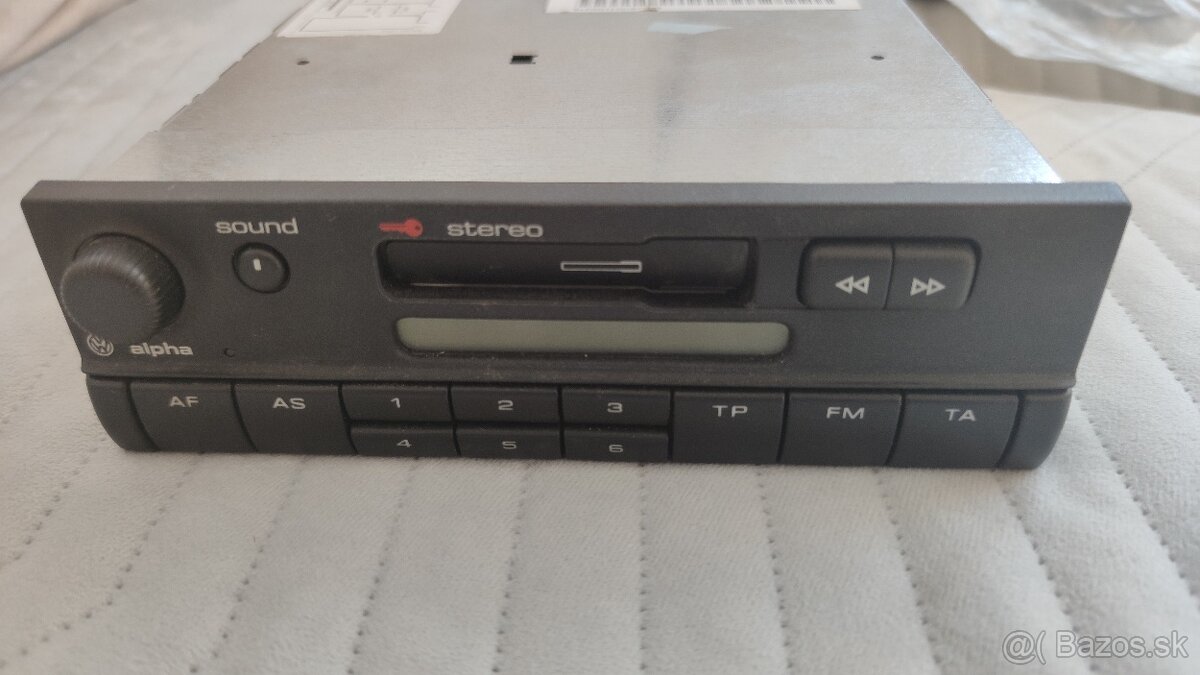 sound
stereo
alpha
AF
AS
1
2
3
4
5
6
TP
FM
TA
@( Bazos.sk